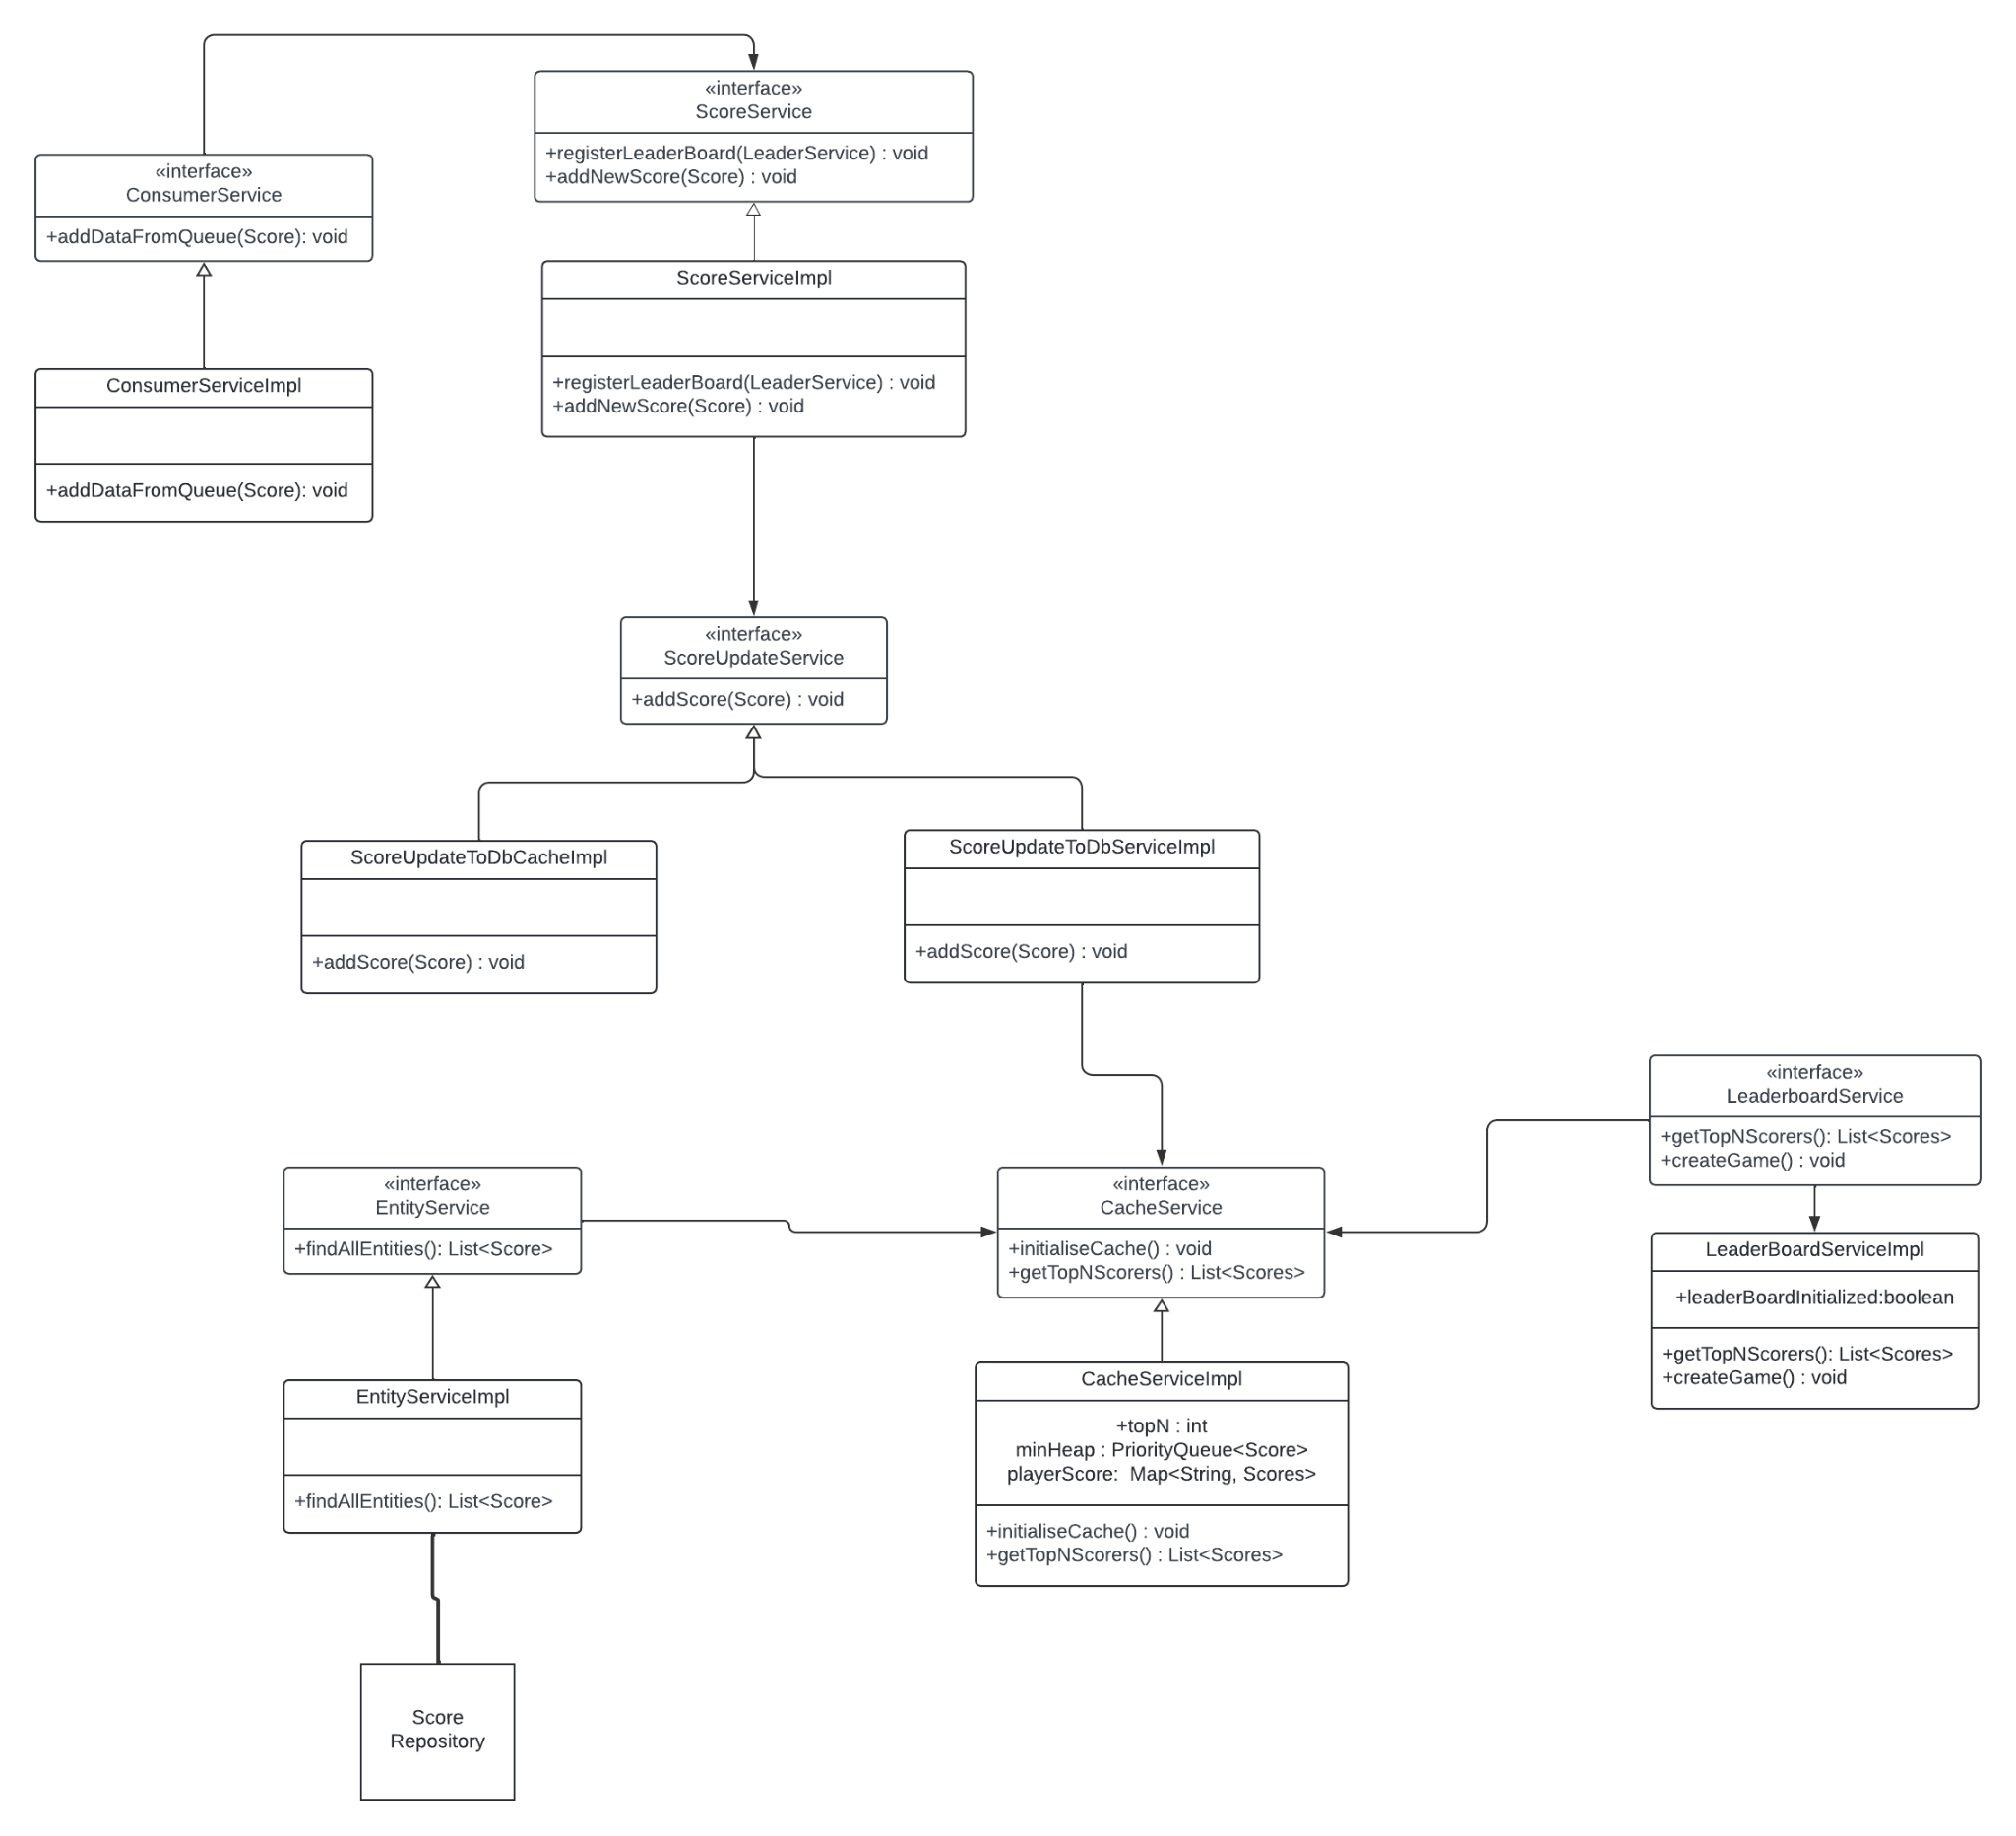 «interface»
ScoreService
+registerLeaderBoard(LeaderService) : void
+addNewScore(Score) : void
«interface»
ConsumerService
+addDataFromQueue(Score): void
ScoreServiceImpl
+registerLeaderBoard(LeaderService) : void
+addNewScore(Score) : void
ConsumerServiceImpl
+addDataFromQueue(Score): void
«interface»
ScoreUpdateService
+addScore(Score) : void
ScoreUpdateToDbCacheImpl
+addScore(Score) : void
ScoreUpdateToDbServiceImpl
+addScore(Score) : void
«interface»
LeaderboardService
+getTopNScorers(): List<Scores>
+createGame() : void
«interface»
EntityService
+findAllEntities(): List<Score>
«interface»
CacheService
+initialiseCache() : void
+getTopNScorers() : List<Scores>
LeaderBoardServiceImpl
+leaderBoardInitialized:boolean
+getTopNScorers(): List<Scores>
+createGame() : void
EntityServiceImpl
+findAllEntities(): List<Score>
CacheServiceImpl
+topN : int
minHeap : PriorityQueue<Score>
playerScore:  Map<String, Scores>
+initialiseCache() : void
+getTopNScorers() : List<Scores>
Score
Repository